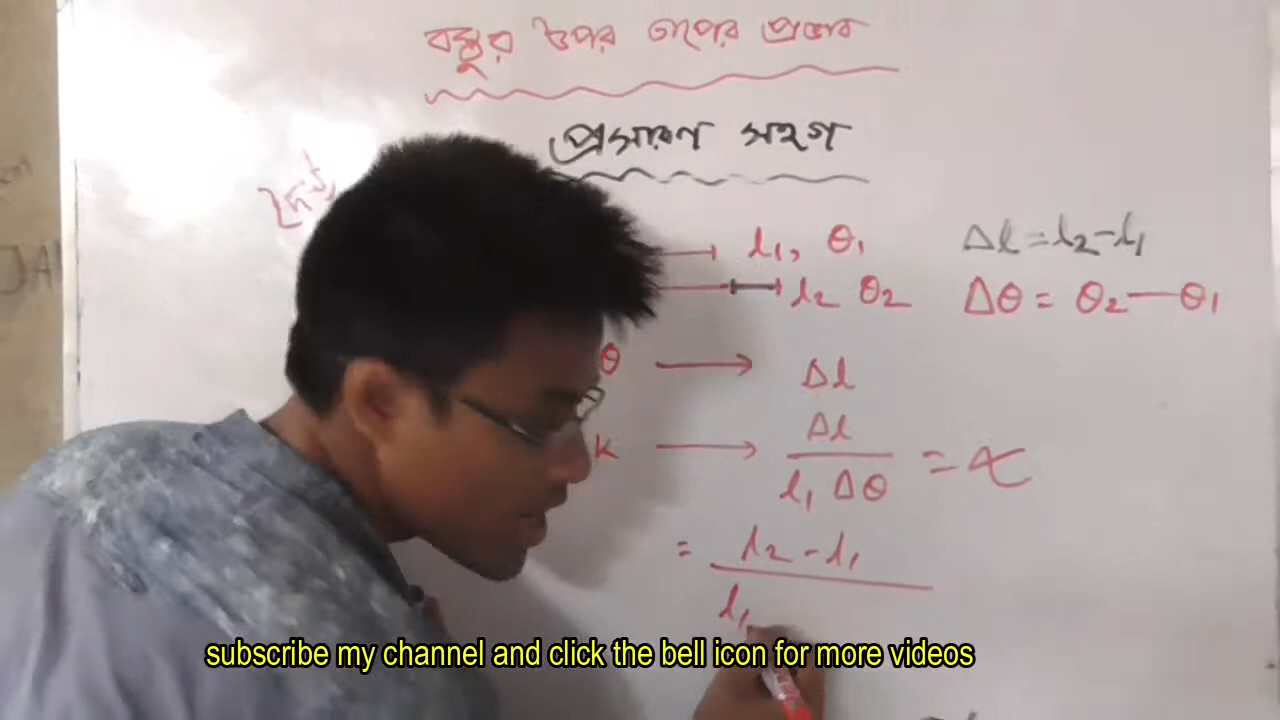 বস্তুর উপর তাপের প্রভাব
প্রসারণ সহগ
l₁, θ₁
Δl = l₂ - l₁
l₂ θ₂
Δθ = θ₂ — θ₁
θ → Δl
K → Δl / l₁ Δθ = α
= l₂ - l₁ / l₁
subscribe my channel and click the bell icon for more videos